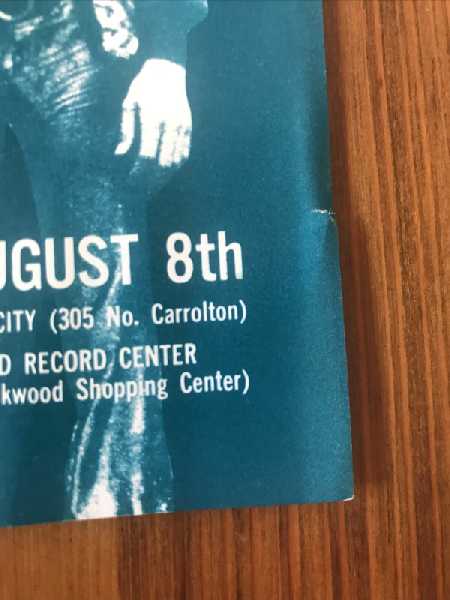 UGUST 8th
CITY (305 No. Carrolton)
D RECORD CENTER
kwood Shopping Center)